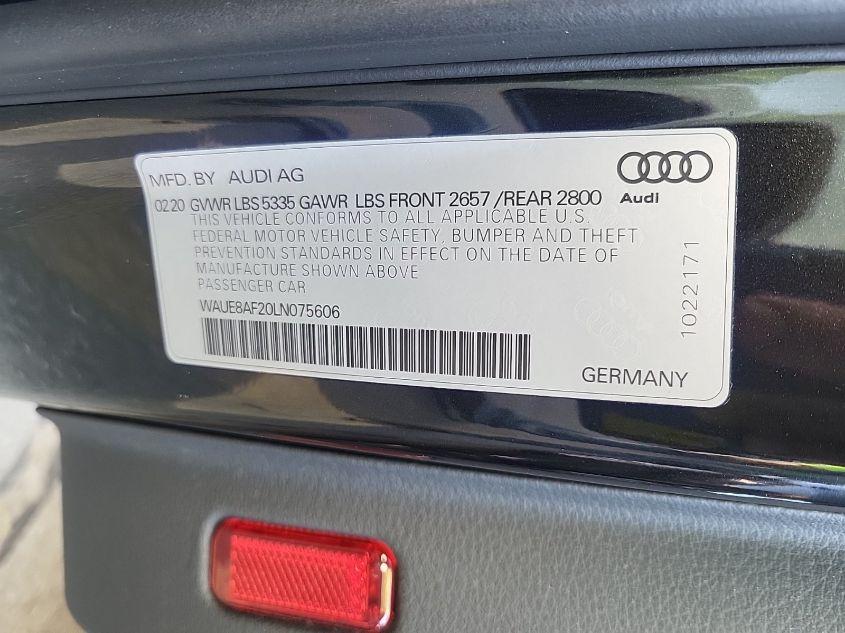 MFD. BY AUDI AG
Audi
02 20 GVWR LBS 5335 GAWR LBS FRONT 2657 /REAR 2800
THIS VEHICLE CONFORMS TO ALL APPLICABLE U.S.
FEDERAL MOTOR VEHICLE SAFETY, BUMPER AND THEFT
PREVENTION STANDARDS IN EFFECT ON THE DATE OF
MANUFACTURE SHOWN ABOVE
PASSENGER CAR
WAUE8AF20LN075606
1022171
GERMANY